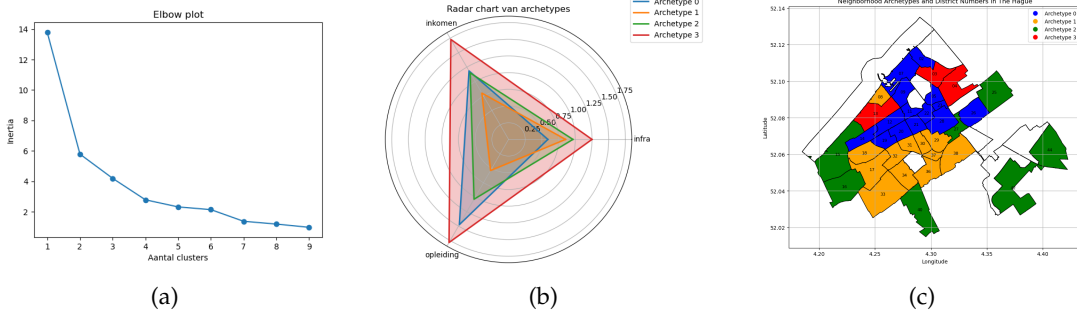 Elbow plot
14
12
10
8
6
4
2
Inertia
1 2 3 4 5 6 7 8 9
Aantal clusters
(a)
Radar chart van archetypes
Archetype 0
Archetype 1
Archetype 2
Archetype 3
inkomen
infra
opleiding
0.25
0.50
0.75
1.00
1.25
1.50
1.75
(b)
Neighborhood Archetypes and District Numbers in The Hague
Archetype 0
Archetype 1
Archetype 2
Archetype 3
52.14
52.12
52.10
52.08
52.06
52.04
52.02
Latitude
4.20 4.25 4.30 4.35 4.40
Longitude
(c)